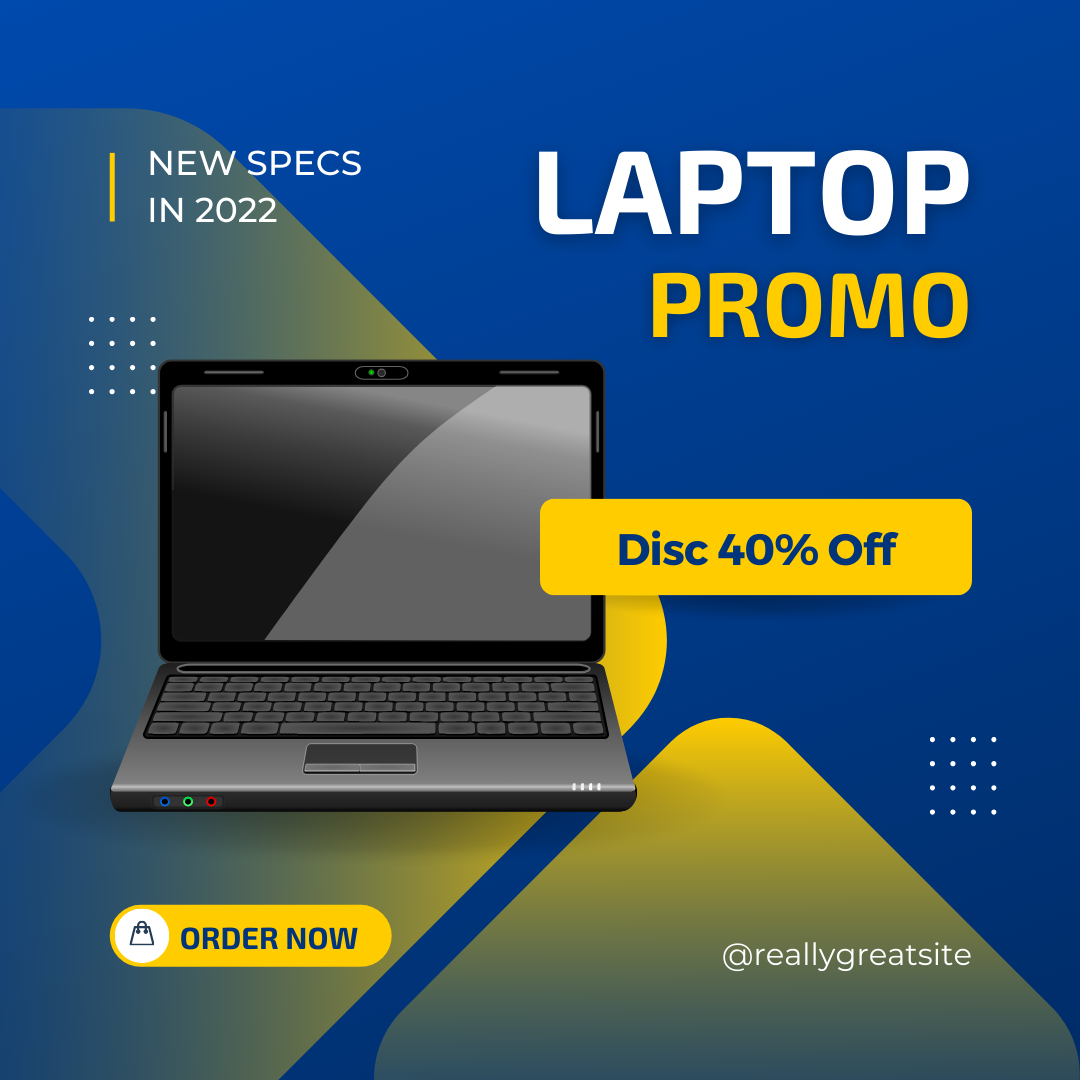 NEW SPECS
IN 2022
LAPTOP
PROMO
Disc 40% Off
ORDER NOW
@reallygreatsite